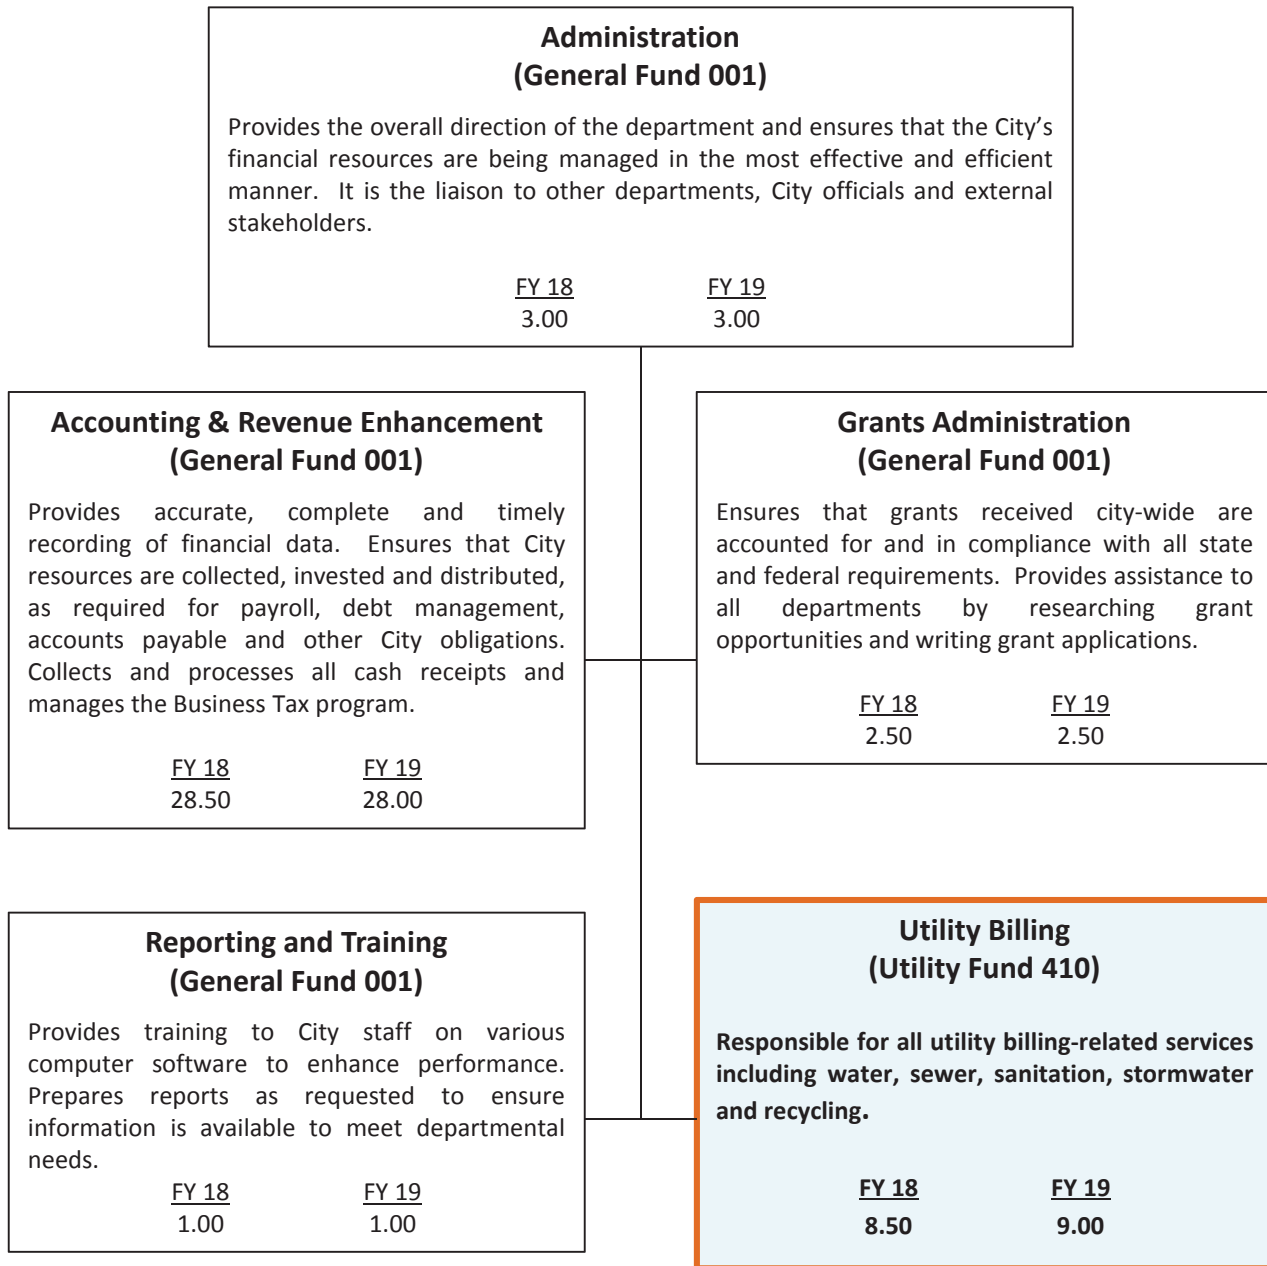 Administration
(General Fund 001)
Provides the overall direction of the department and ensures that the City’s
financial resources are being managed in the most effective and efficient
manner. It is the liaison to other departments, City officials and external
stakeholders.
FY 18 FY 19
3.00 3.00
Accounting & Revenue Enhancement
(General Fund 001)
Provides accurate, complete and timely
recording of financial data. Ensures that City
resources are collected, invested and distributed,
as required for payroll, debt management,
accounts payable and other City obligations.
Collects and processes all cash receipts and
manages the Business Tax program.
FY 18 FY 19
28.50 28.00
Grants Administration
(General Fund 001)
Ensures that grants received city-wide are
accounted for and in compliance with all state
and federal requirements. Provides assistance to
all departments by researching grant
opportunities and writing grant applications.
FY 18 FY 19
2.50 2.50
Reporting and Training
(General Fund 001)
Provides training to City staff on various
computer software to enhance performance.
Prepares reports as requested to ensure
information is available to meet departmental
needs.
FY 18 FY 19
1.00 1.00
Utility Billing
(Utility Fund 410)
Responsible for all utility billing-related services
including water, sewer, sanitation, stormwater
and recycling.
FY 18 FY 19
8.50 9.00